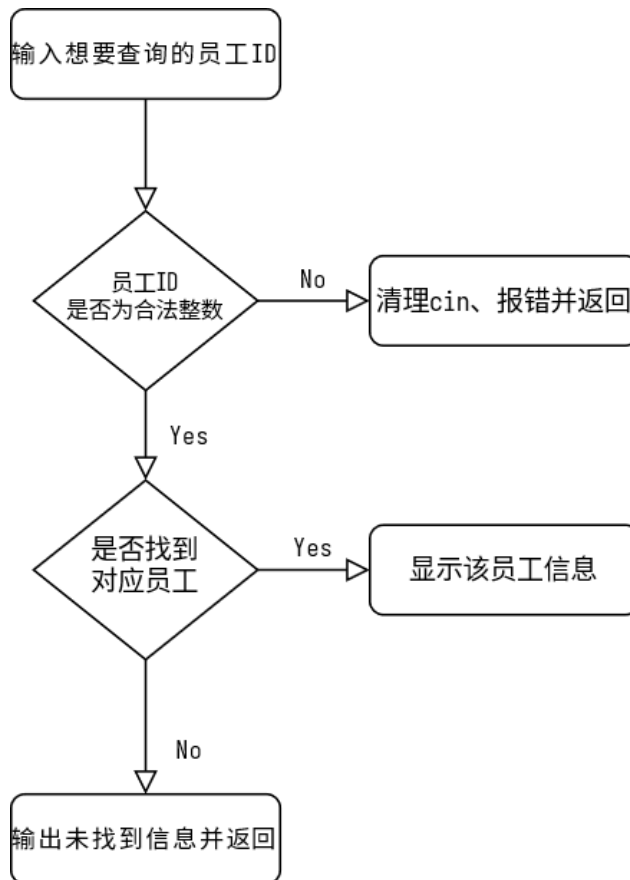 输入想要查询的员工ID
员工ID
是否为合法整数
No
清理cin、报错并返回
Yes
是否找到
对应员工
Yes
显示该员工信息
No
输出未找到信息并返回